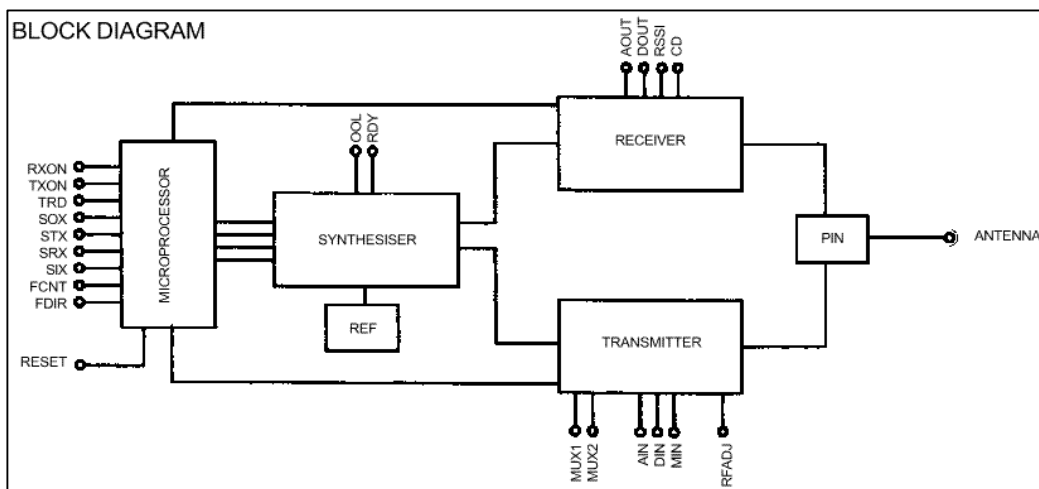 BLOCK DIAGRAM
AOUT
DOUT
RSSI
CD
OOL
RDY
RECEIVER
RXON
TXON
TRD
SOX
STX
SRX
SIX
FCNT
FDIR
RESET
MICROPROCESSOR
SYNTHESISER
REF
PIN
ANTENNA
TRANSMITTER
MUX1
MUX2
AIN
DIN
MIN
RFADJ